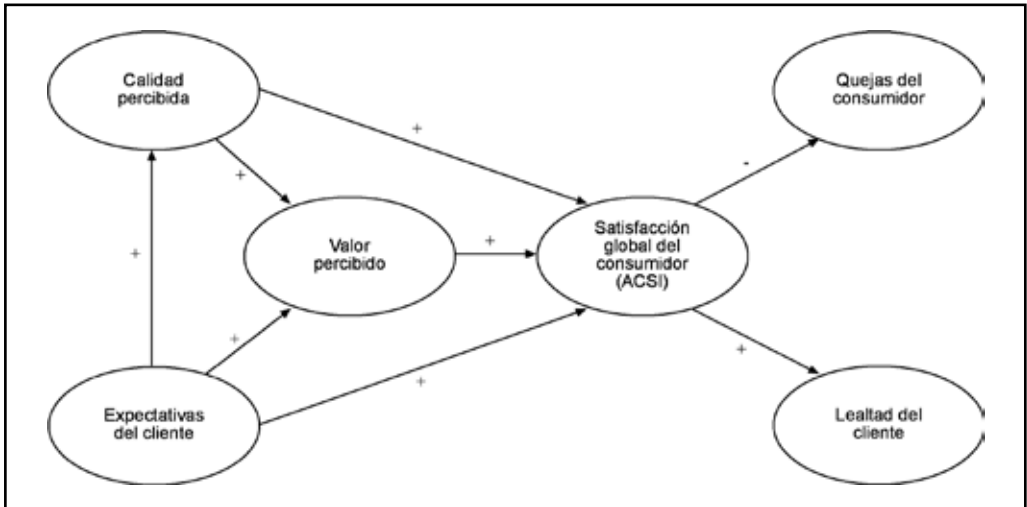 Calidad
percibida
Quejas del
consumidor
+
-
+
+
Valor
percibido
+
Satisfacción
global del
consumidor
(ACSI)
+
+
+
Expectativas
del cliente
Lealtad del
cliente
+